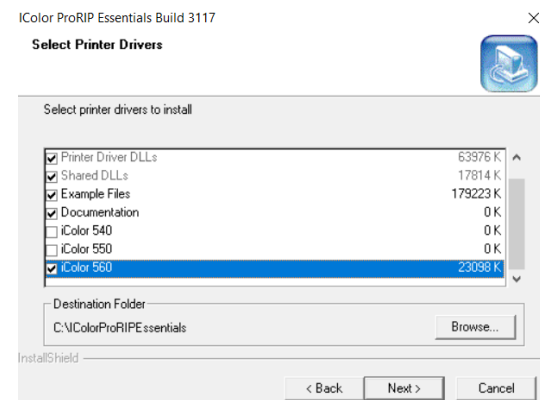 IColor ProRIP Essentials Build 3117
Select Printer Drivers
Select printer drivers to install
Printer Driver DLLs 63976 K
Shared DLLs 17814 K
Example Files 179223 K
Documentation 0 K
iColor 540 0 K
iColor 550 0 K
iColor 560 23098 K
Destination Folder
C:\IColorProRIPEssentials
Browse...
InstallShield
< Back Next > Cancel